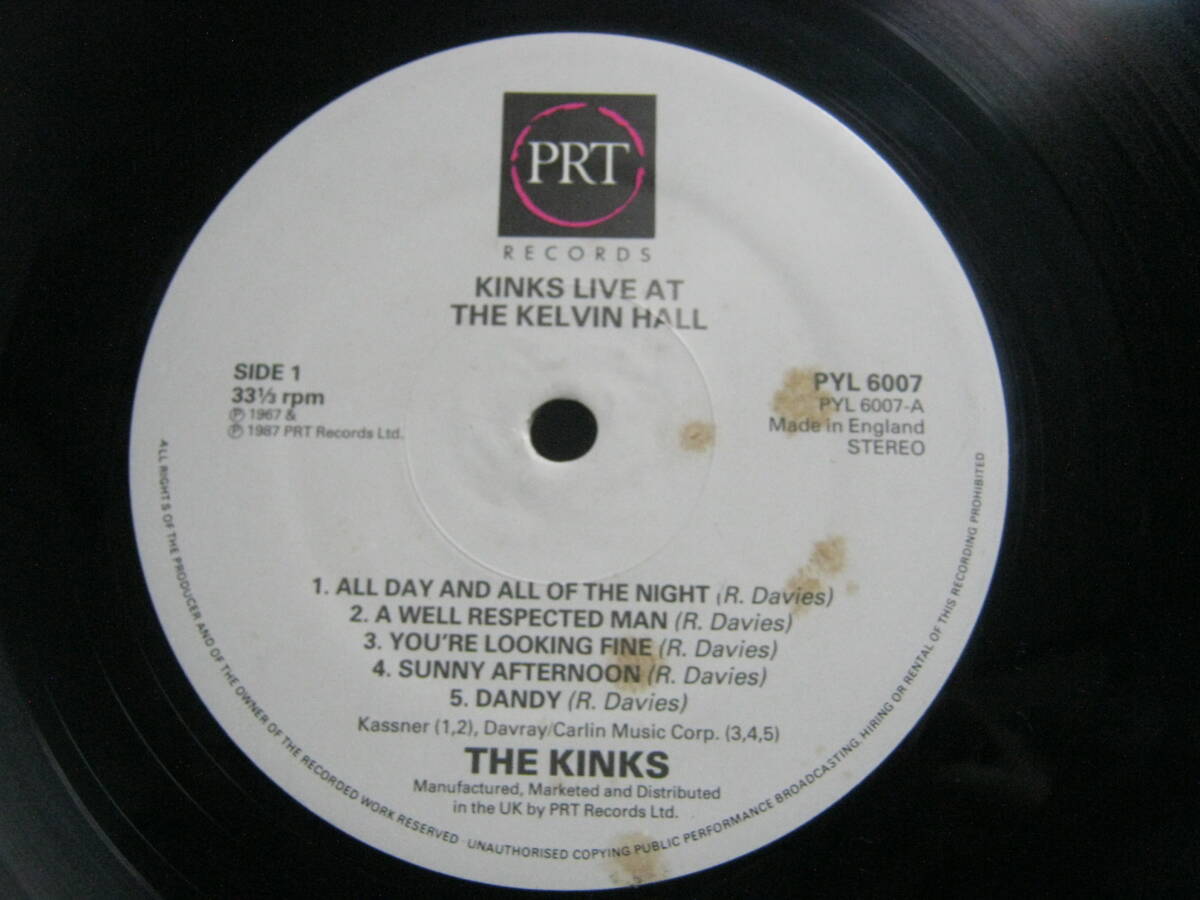 PRT
RECORDS
KINKS LIVE AT
THE KELVIN HALL
SIDE 1
33⅓ rpm
℗ 1967 &
℗ 1987 PRT Records Ltd.
PYL 6007
PYL 6007-A
Made in England
STEREO
1. ALL DAY AND ALL OF THE NIGHT (R. Davies)
2. A WELL RESPECTED MAN (R. Davies)
3. YOU'RE LOOKING FINE (R. Davies)
4. SUNNY AFTERNOON (R. Davies)
5. DANDY (R. Davies)
Kassner (1,2), Davray/Carlin Music Corp. (3,4,5)
THE KINKS
Manufactured, Marketed and Distributed
in the UK by PRT Records Ltd.
ALL RIGHTS OF THE PRODUCER AND OF THE OWNER OF THE RECORDED WORK RESERVED · UNAUTHORISED COPYING PUBLIC PERFORMANCE BROADCASTING, HIRING OR RENTAL OF THIS RECORDING PROHIBITED